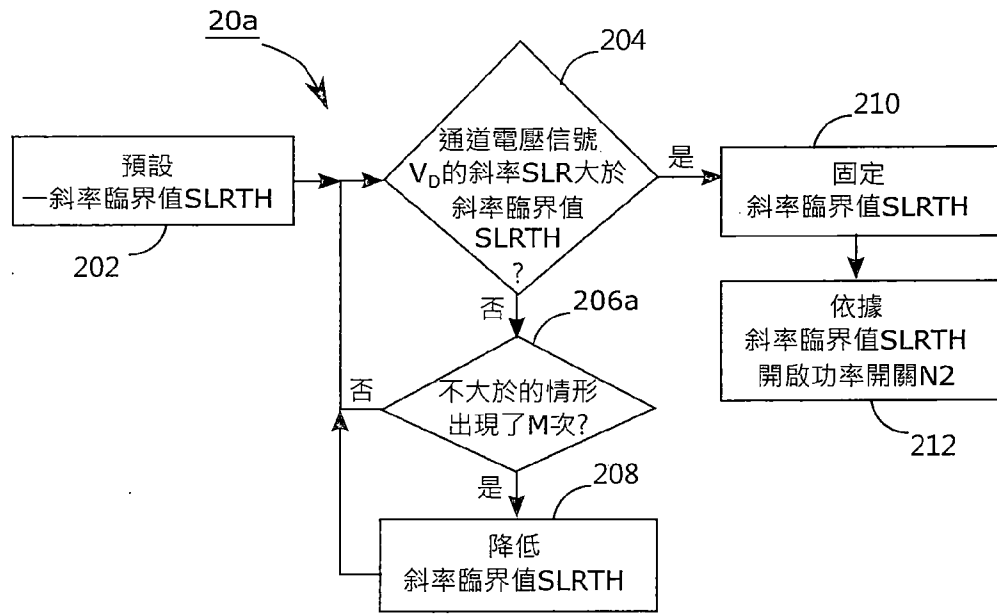 20a
204
通道電壓信號
VD的斜率SLR大於
斜率臨界值
SLRTH
?
是
否
預設
一斜率臨界值SLRTH
202
210
固定
斜率臨界值SLRTH
依據
斜率臨界值SLRTH
開啟功率開關N2
212
206a
不大於的情形
出現了M次?
否
是
208
降低
斜率臨界值SLRTH